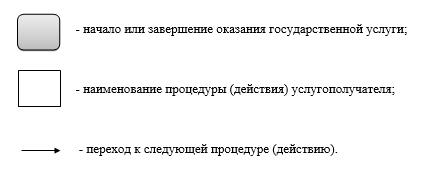 - начало или завершение оказания государственной услуги;
- наименование процедуры (действия) услугополучателя;
- переход к следующей процедуре (действию).